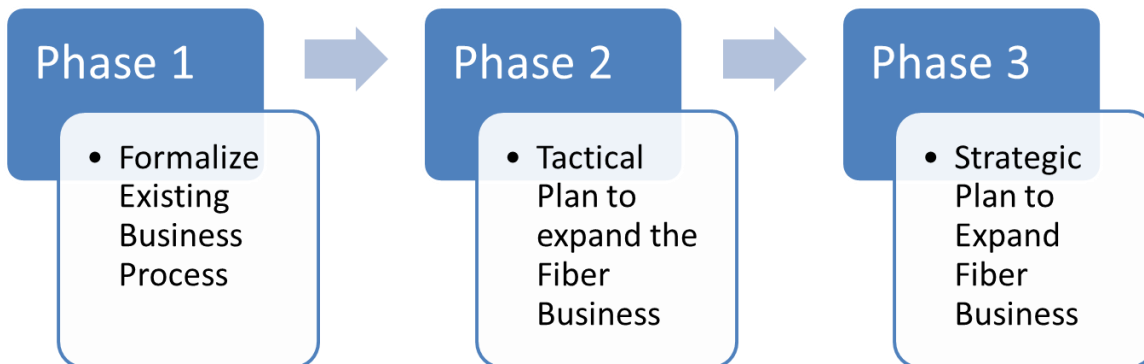 Phase 1
• Formalize
Existing
Business
Process
Phase 2
• Tactical
Plan to
expand the
Fiber
Business
Phase 3
• Strategic
Plan to
Expand
Fiber
Business